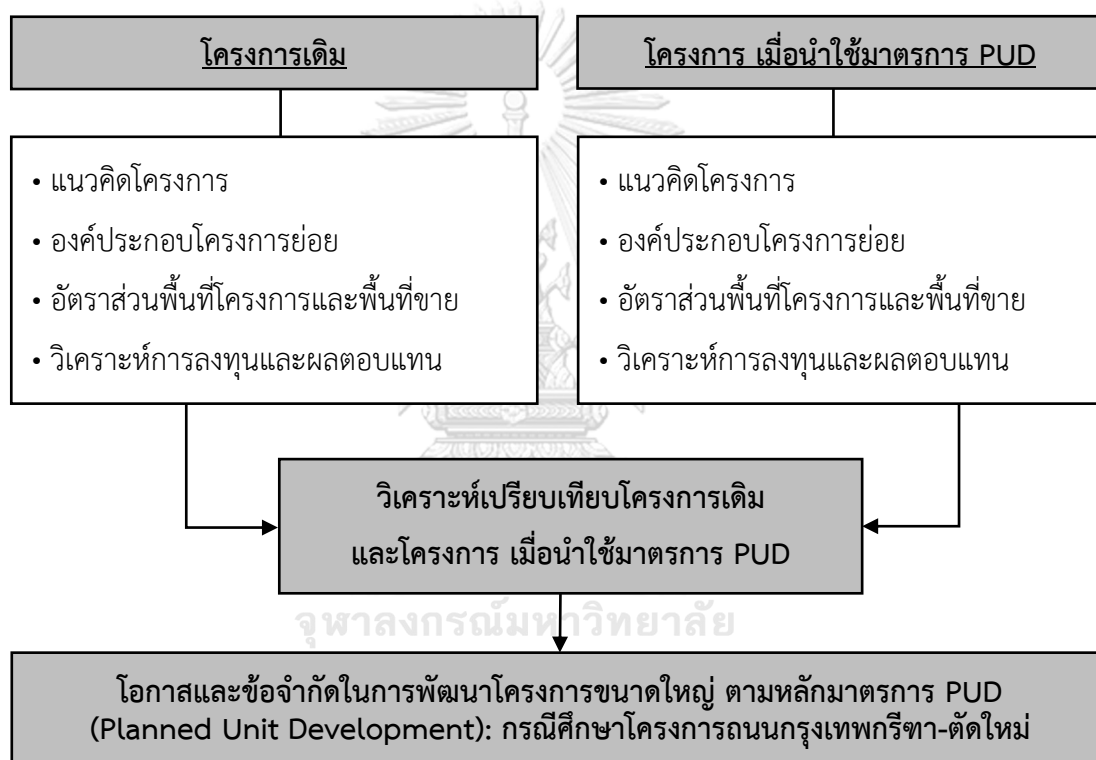 โครงการเดิม
โครงการ เมื่อนำใช้มาตรการ PUD
• แนวคิดโครงการ
• องค์ประกอบโครงการย่อย
• อัตราส่วนพื้นที่โครงการและพื้นที่ขาย
• วิเคราะห์การลงทุนและผลตอบแทน
• แนวคิดโครงการ
• องค์ประกอบโครงการย่อย
• อัตราส่วนพื้นที่โครงการและพื้นที่ขาย
• วิเคราะห์การลงทุนและผลตอบแทน
วิเคราะห์เปรียบเทียบโครงการเดิม
และโครงการ เมื่อนำใช้มาตรการ PUD
จุฬาลงกรณ์มหาวิทยาลัย
โอกาสและข้อจำกัดในการพัฒนาโครงการขนาดใหญ่ ตามหลักมาตรการ PUD
(Planned Unit Development): กรณีศึกษาโครงการถนนกรุงเทพกรีฑา-ตัดใหม่